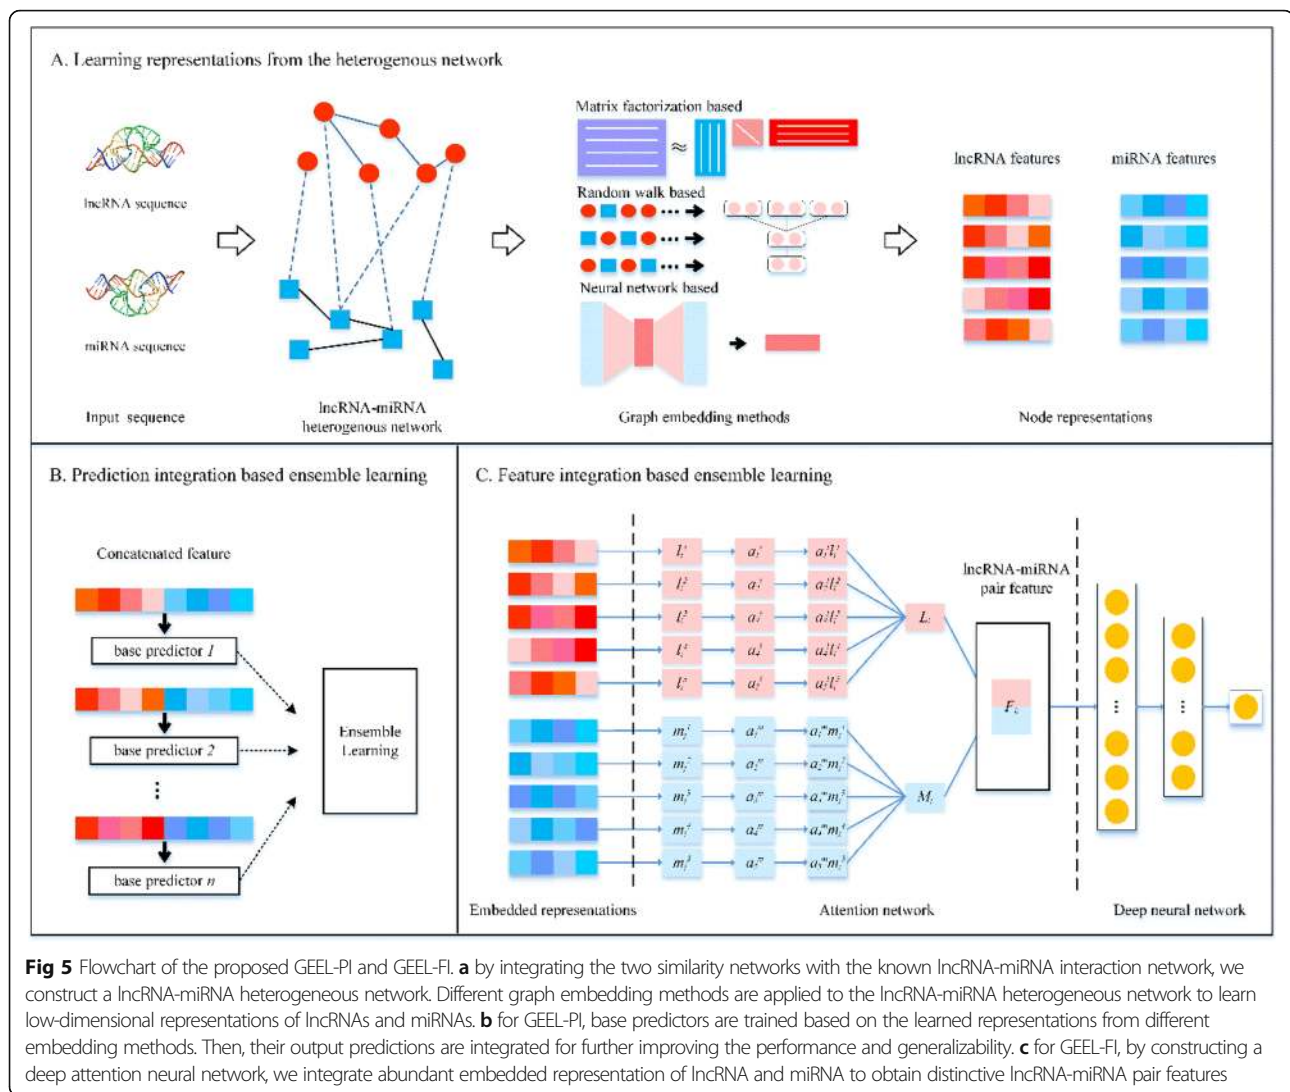 A. Learning representations from the heterogenous network
Matrix factorization based
≈
lncRNA features
miRNA features
Random walk based
lncRNA sequence
Neural network based
miRNA sequence
Input sequence
lncRNA-miRNA
heterogenous network
Graph embedding methods
Node representations
B. Prediction integration based ensemble learning
Concatenated feature
base predictor 1
base predictor 2
base predictor n
Ensemble
Learning
C. Feature integration based ensemble learning
lncRNA-miRNA
pair feature
Embedded representations
Attention network
Deep neural network
Fig 5 Flowchart of the proposed GEEL-PI and GEEL-FI. a by integrating the two similarity networks with the known lncRNA-miRNA interaction network, we
construct a lncRNA-miRNA heterogeneous network. Different graph embedding methods are applied to the lncRNA-miRNA heterogeneous network to learn
low-dimensional representations of lncRNAs and miRNAs. b for GEEL-PI, base predictors are trained based on the learned representations from different
embedding methods. Then, their output predictions are integrated for further improving the performance and generalizability. c for GEEL-FI, by constructing a
deep attention neural network, we integrate abundant embedded representation of lncRNA and miRNA to obtain distinctive lncRNA-miRNA pair features